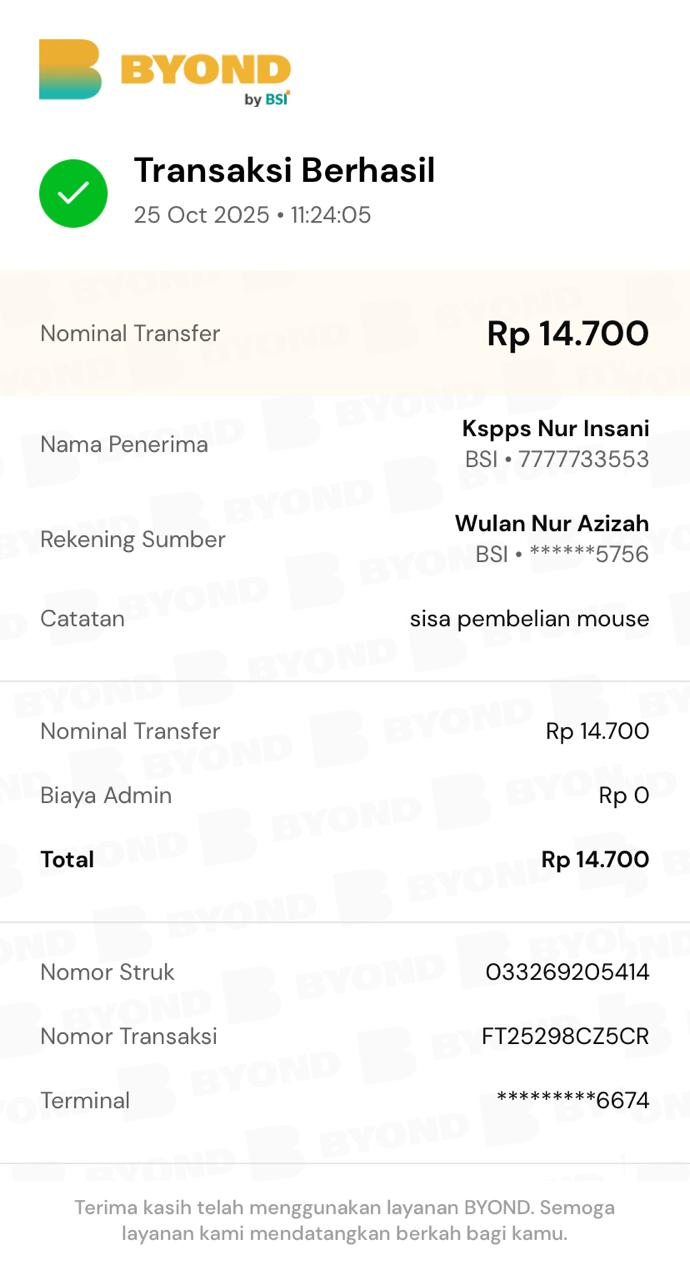 BYOND
by BSI
Transaksi Berhasil
25 Oct 2025 • 11:24:05
Nominal Transfer Rp 14.700
Nama Penerima Kspps Nur Insani
BSI • 7777733553
Rekening Sumber Wulan Nur Azizah
BSI • ******5756
Catatan sisa pembelian mouse
Nominal Transfer Rp 14.700
Biaya Admin Rp 0
Total Rp 14.700
Nomor Struk 033269205414
Nomor Transaksi FT25298CZ5CR
Terminal *********6674
Terima kasih telah menggunakan layanan BYOND. Semoga
layanan kami mendatangkan berkah bagi kamu.